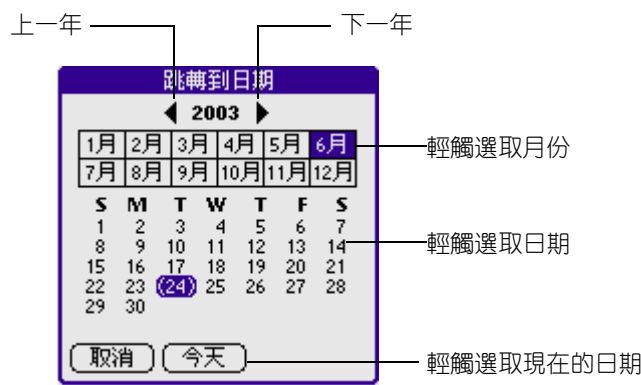 上一年
下一年
跳轉到日期
2003
1月 2月 3月 4月 5月 6月
輕觸選取月份
7月 8月 9月 10月 11月 12月
S M T W T F S
1 2 3 4 5 6 7
8 9 10 11 12 13 14
輕觸選取日期
15 16 17 18 19 20 21
22 23 (24) 25 26 27 28
29 30
取消 今天
輕觸選取現在的日期